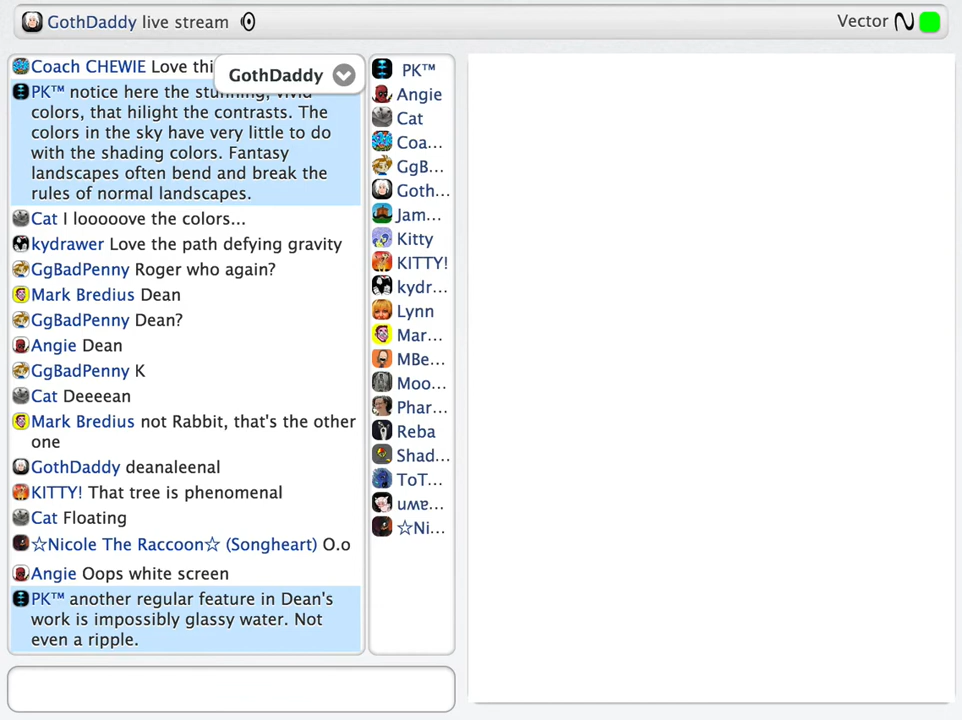 GothDaddy live stream
Vector
Coach CHEWIE Love thi
GothDaddy
PK™ notice here the stunning, vivid
colors, that hilight the contrasts. The
colors in the sky have very little to do
with the shading colors. Fantasy
landscapes often bend and break the
rules of normal landscapes.
Cat I looooove the colors...
kydrawer Love the path defying gravity
GgBadPenny Roger who again?
Mark Bredius Dean
GgBadPenny Dean?
Angie Dean
GgBadPenny K
Cat Deeeean
Mark Bredius not Rabbit, that's the other
one
GothDaddy deanaleenal
KITTY! That tree is phenomenal
Cat Floating
☆Nicole The Raccoon☆ (Songheart) O.o
Angie Oops white screen
PK™ another regular feature in Dean's
work is impossibly glassy water. Not
even a ripple.
PK™
Angie
Cat
Coa...
GgB...
Goth...
Jam...
Kitty
KITTY!
kydr...
Lynn
Mar...
MBe...
Moo...
Phar...
Reba
Shad...
ToT...
uwɐ...
☆Ni...